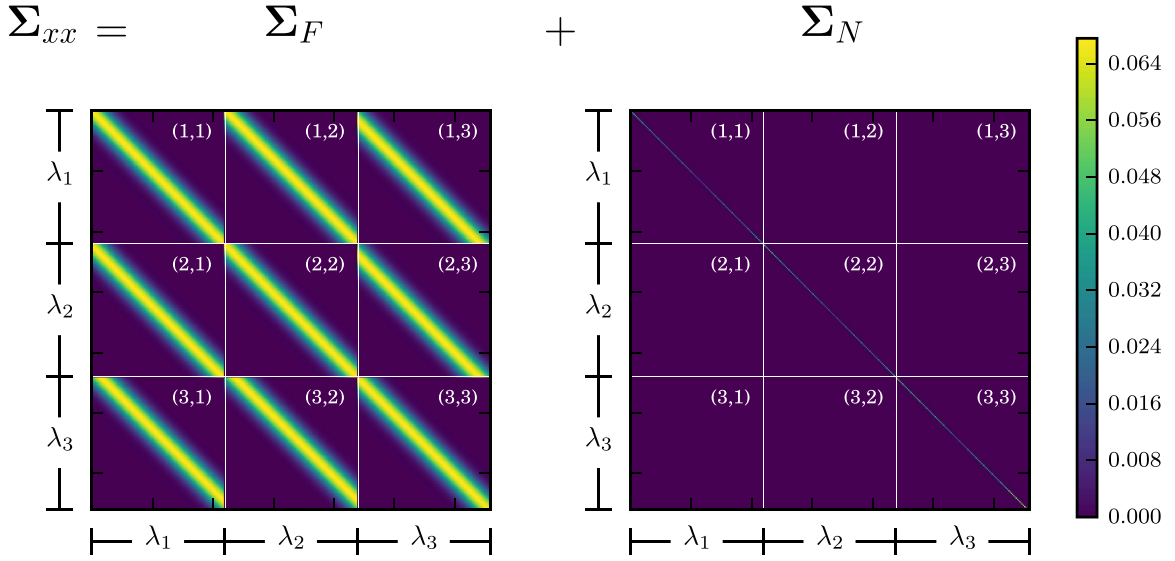 Σxx = ΣF + ΣN
(1,1) (1,2) (1,3)
(2,1) (2,2) (2,3)
(3,1) (3,2) (3,3)
λ1
λ2
λ3
λ1 λ2 λ3
(1,1) (1,2) (1,3)
(2,1) (2,2) (2,3)
(3,1) (3,2) (3,3)
λ1
λ2
λ3
λ1 λ2 λ3
0.064
0.056
0.048
0.040
0.032
0.024
0.016
0.008
0.000